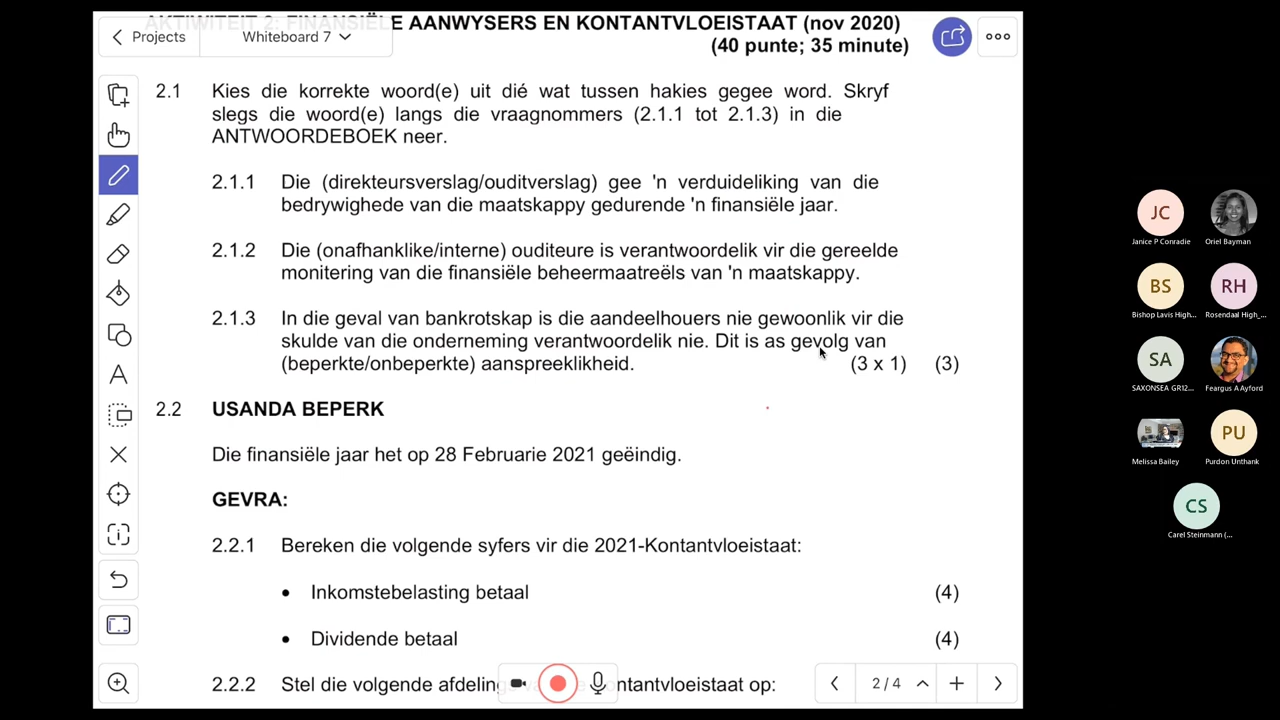 AKTIWITEIT 2: FINANSIËLE AANWYSERS EN KONTANTVLOEISTAAT (nov 2020)
(40 punte; 35 minute)
Projects
Whiteboard 7
2.1 Kies die korrekte woord(e) uit dié wat tussen hakies gegee word. Skryf
slegs die woord(e) langs die vraagnommers (2.1.1 tot 2.1.3) in die
ANTWOORDEBOEK neer.
2.1.1 Die (direkteursverslag/ouditverslag) gee 'n verduideliking van die
bedrywighede van die maatskappy gedurende 'n finansiële jaar.
2.1.2 Die (onafhanklike/interne) ouditeure is verantwoordelik vir die gereelde
monitering van die finansiële beheermaatreëls van 'n maatskappy.
2.1.3 In die geval van bankrotskap is die aandeelhouers nie gewoonlik vir die
skulde van die onderneming verantwoordelik nie. Dit is as gevolg van
(beperkte/onbeperkte) aanspreeklikheid. (3 x 1) (3)
2.2 USANDA BEPERK
Die finansiële jaar het op 28 Februarie 2021 geëindig.
GEVRA:
2.2.1 Bereken die volgende syfers vir die 2021-Kontantvloeistaat:
• Inkomstebelasting betaal (4)
• Dividende betaal (4)
2.2.2 Stel die volgende afdelings ontantvloeistaat op:
2/4
JC
Janice P Conradie
Oriel Bayman
BS
Bishop Lavis High...
RH
Rosendaal High_...
SA
SAXONSEA GR12...
Feargus A Ayford
Melissa Bailey
PU
Purdon Unthank
CS
Carel Steinmann (...